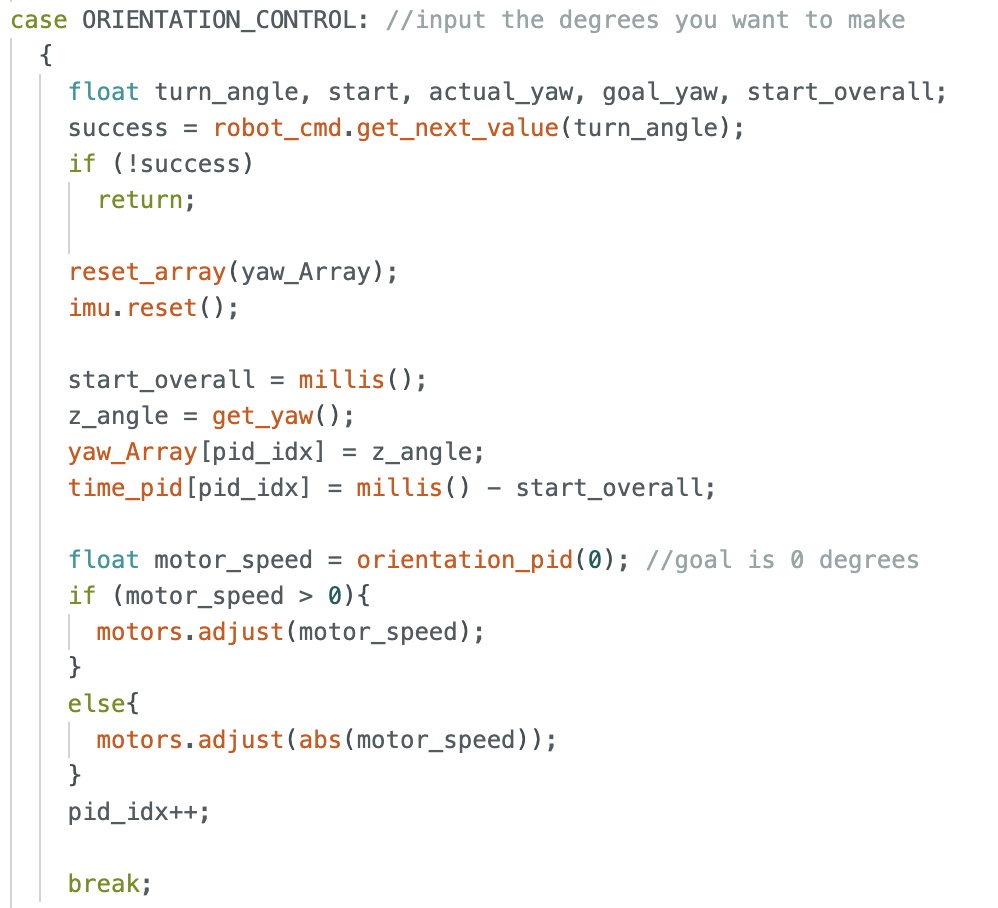 case ORIENTATION_CONTROL: //input the degrees you want to make
{
float turn_angle, start, actual_yaw, goal_yaw, start_overall;
success = robot_cmd.get_next_value(turn_angle);
if (!success)
return;
reset_array(yaw_Array);
imu.reset();
start_overall = millis();
z_angle = get_yaw();
yaw_Array[pid_idx] = z_angle;
time_pid[pid_idx] = millis() - start_overall;
float motor_speed = orientation_pid(0); //goal is 0 degrees
if (motor_speed > 0){
motors.adjust(motor_speed);
}
else{
motors.adjust(abs(motor_speed));
}
pid_idx++;
break;